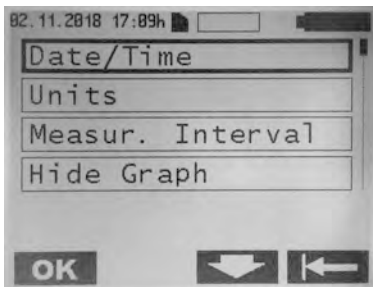 02.11.2018 17:09h
Date/Time
Units
Measur. Interval
Hide Graph
OK